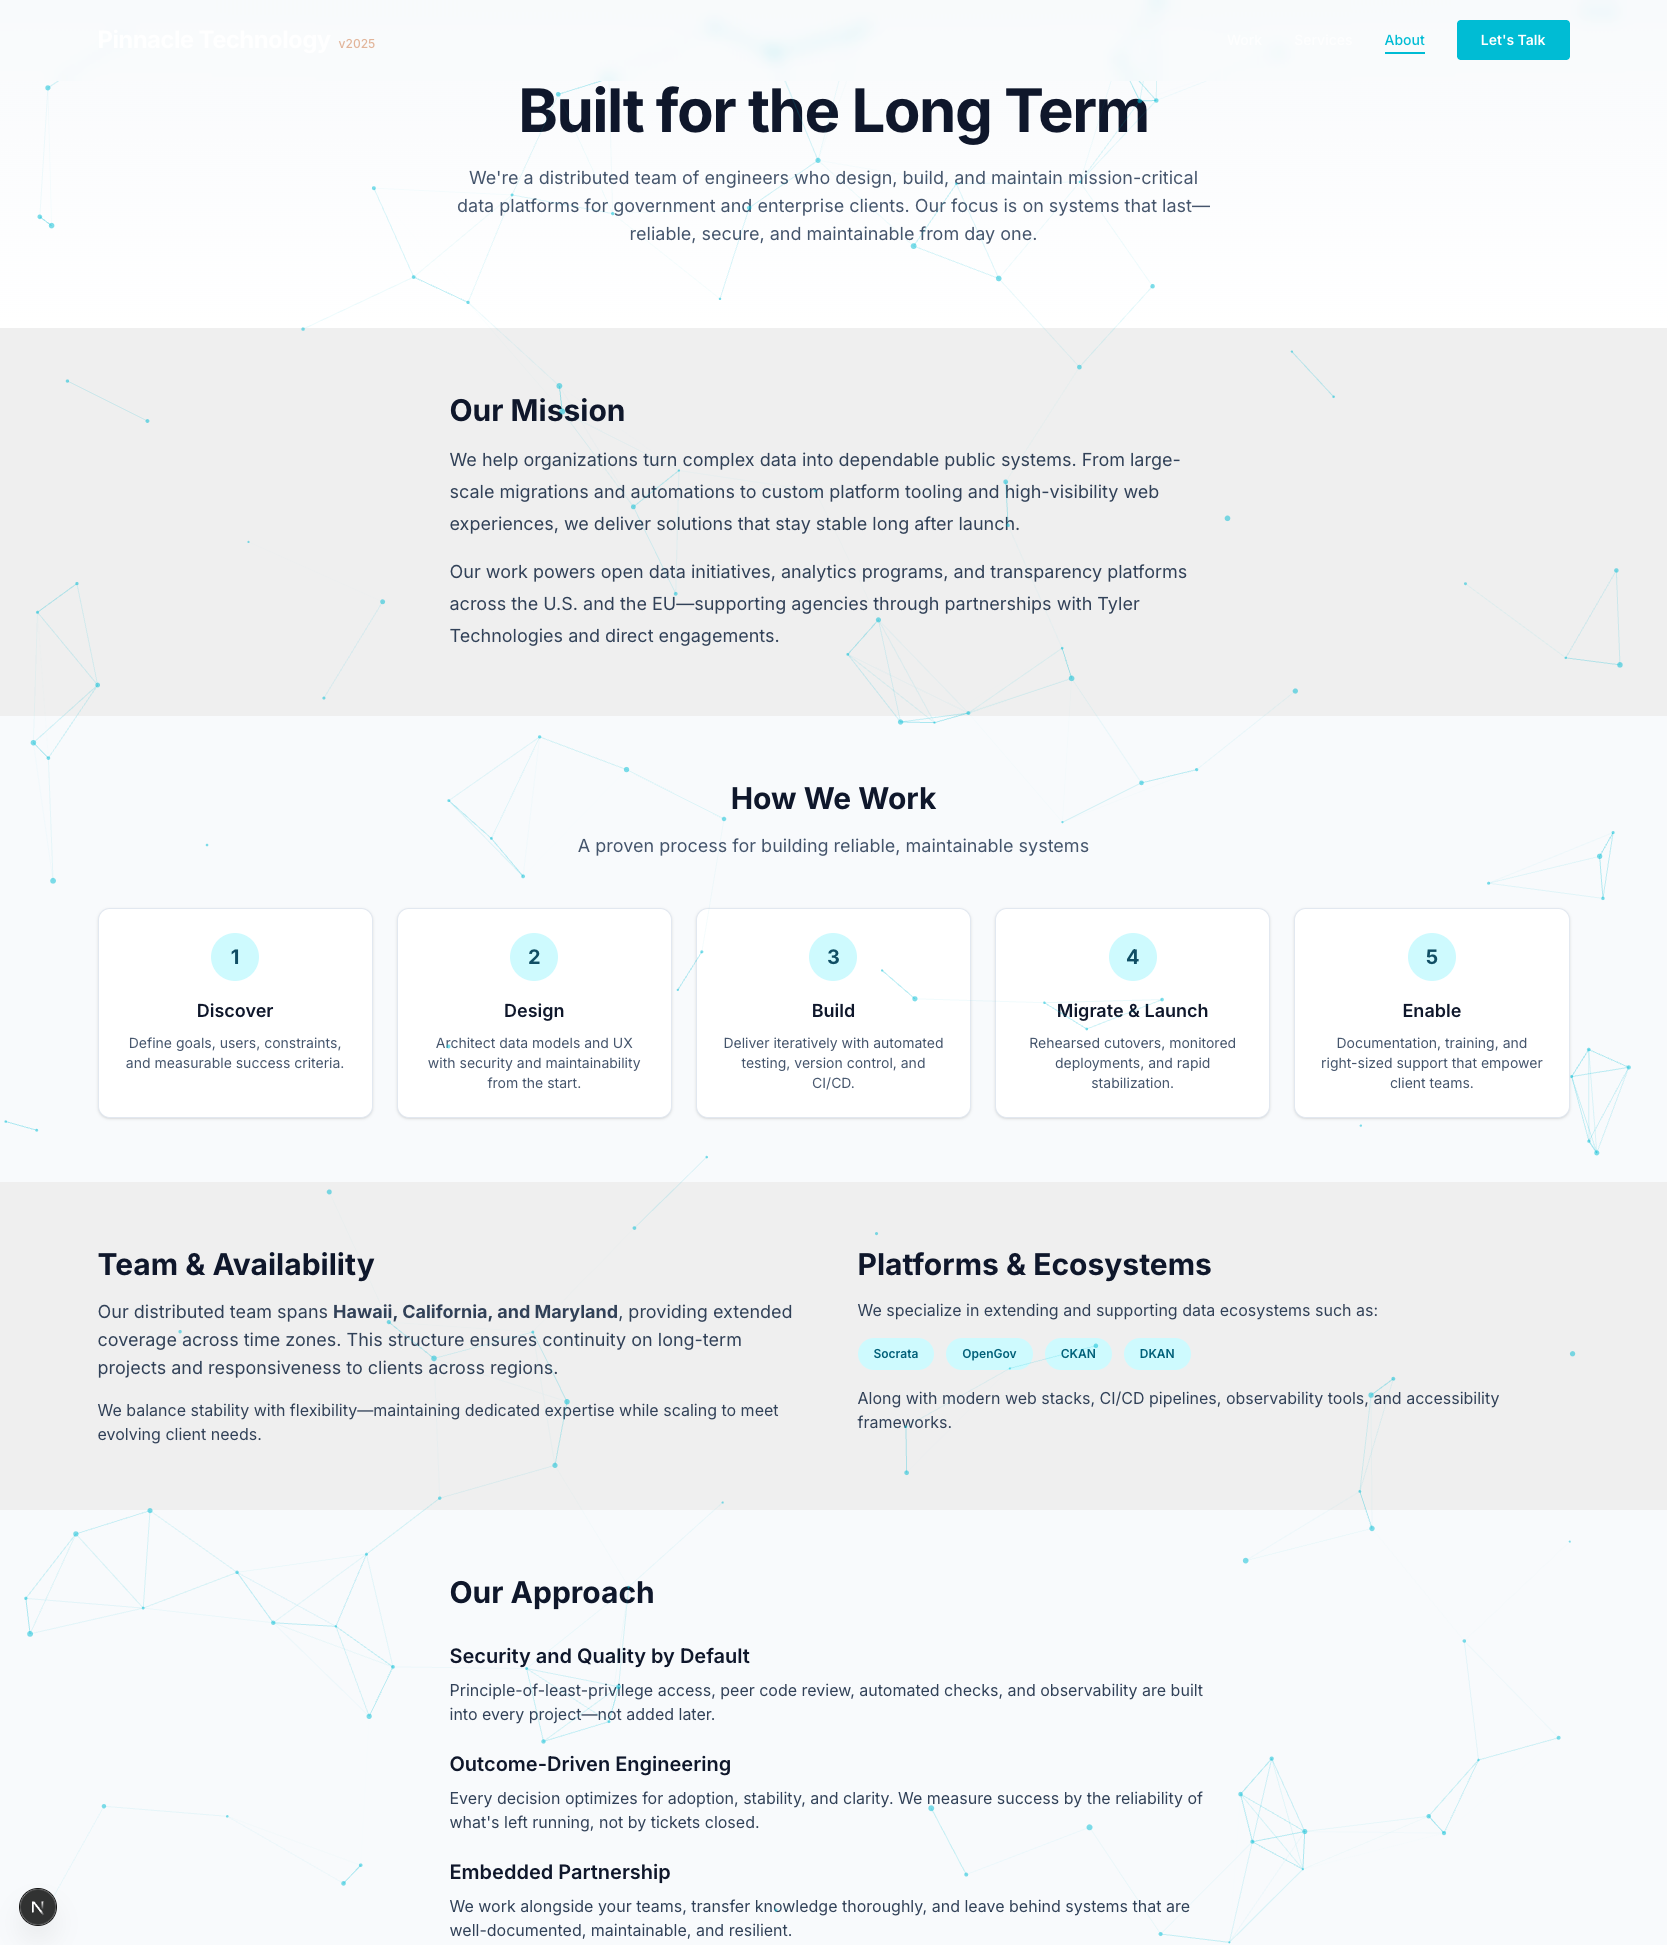 Pinnacle Technology v2025
About
Let's Talk
Built for the Long Term
We're a distributed team of engineers who design, build, and maintain mission-critical
data platforms for government and enterprise clients. Our focus is on systems that last—
reliable, secure, and maintainable from day one.
Our Mission
We help organizations turn complex data into dependable public systems. From large-
scale migrations and automations to custom platform tooling and high-visibility web
experiences, we deliver solutions that stay stable long after launch.
Our work powers open data initiatives, analytics programs, and transparency platforms
across the U.S. and the EU—supporting agencies through partnerships with Tyler
Technologies and direct engagements.
How We Work
A proven process for building reliable, maintainable systems
1
Discover
Define goals, users, constraints,
and measurable success criteria.
2
Design
Architect data models and UX
with security and maintainability
from the start.
3
Build
Deliver iteratively with automated
testing, version control, and
CI/CD.
4
Migrate & Launch
Rehearsed cutovers, monitored
deployments, and rapid
stabilization.
5
Enable
Documentation, training, and
right-sized support that empower
client teams.
Team & Availability
Our distributed team spans Hawaii, California, and Maryland, providing extended
coverage across time zones. This structure ensures continuity on long-term
projects and responsiveness to clients across regions.
We balance stability with flexibility—maintaining dedicated expertise while scaling to meet
evolving client needs.
Platforms & Ecosystems
We specialize in extending and supporting data ecosystems such as:
Socrata
OpenGov
CKAN
DKAN
Along with modern web stacks, CI/CD pipelines, observability tools, and accessibility
frameworks.
Our Approach
Security and Quality by Default
Principle-of-least-privilege access, peer code review, automated checks, and observability are built
into every project—not added later.
Outcome-Driven Engineering
Every decision optimizes for adoption, stability, and clarity. We measure success by the reliability of
what's left running, not by tickets closed.
Embedded Partnership
We work alongside your teams, transfer knowledge thoroughly, and leave behind systems that are
well-documented, maintainable, and resilient.
N